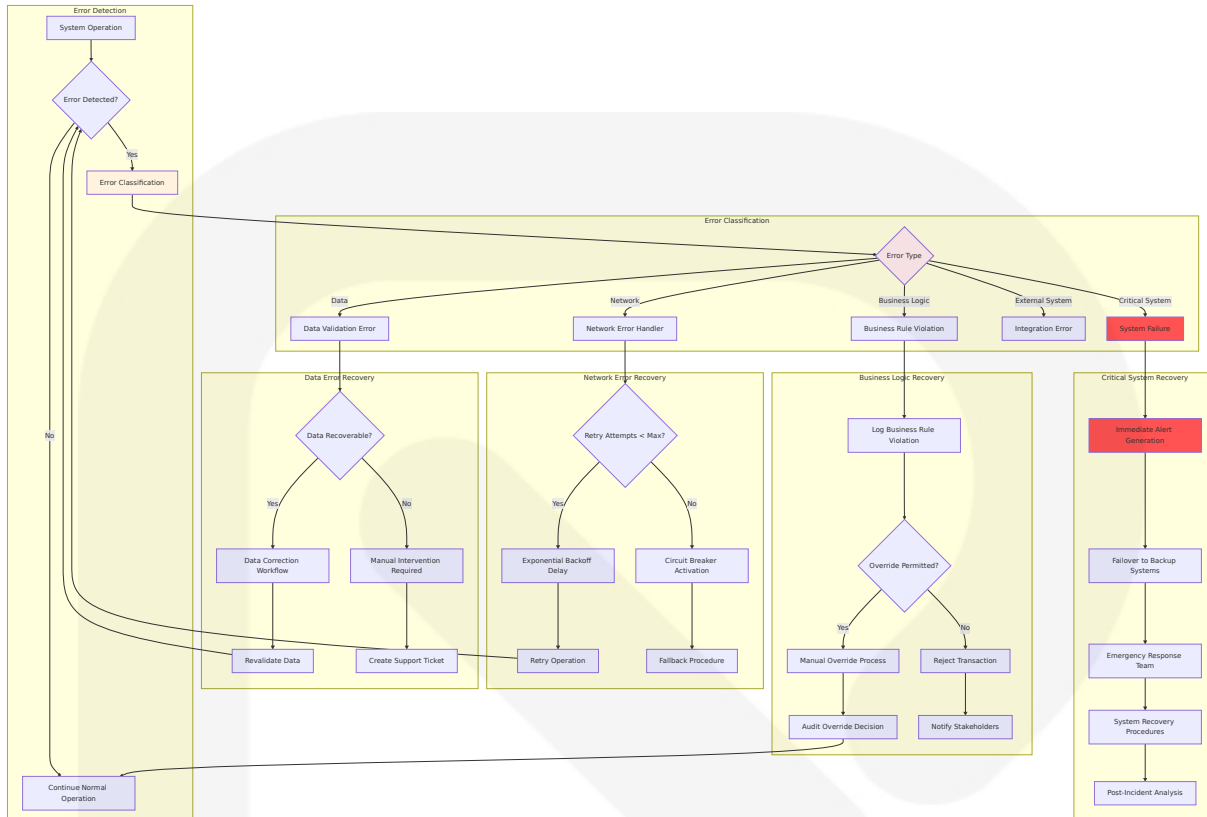 Error Detection
System Operation
Error Detected?
Yes
Error Classification
No
Continue Normal
Operation
Error Classification
Error Type
Data
Network
Business Logic
External System
Critical System
Data Validation Error
Network Error Handler
Business Rule Violation
Integration Error
System Failure
Data Error Recovery
Data Recoverable?
Yes
No
Data Correction
Workflow
Manual Intervention
Required
Revalidate Data
Create Support Ticket
Network Error Recovery
Retry Attempts < Max?
Yes
No
Exponential Backoff
Delay
Circuit Breaker
Activation
Retry Operation
Fallback Procedure
Business Logic Recovery
Log Business Rule
Violation
Override Permitted?
Yes
No
Manual Override Process
Reject Transaction
Audit Override Decision
Notify Stakeholders
Critical System Recovery
Immediate Alert
Generation
Failover to Backup
Systems
Emergency Response
Team
System Recovery
Procedures
Post-Incident Analysis